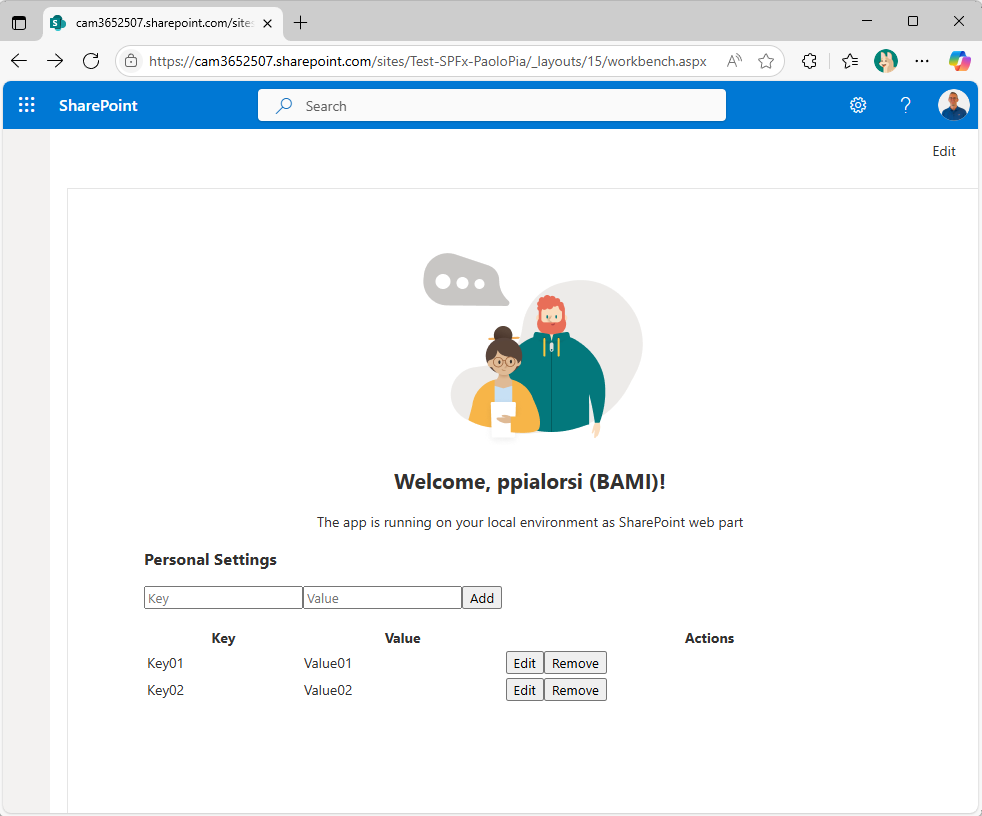 cam3652507.sharepoint.com/sites
https://cam3652507.sharepoint.com/sites/Test-SPFx-PaoloPia/_layouts/15/workbench.aspx
SharePoint
Search
Edit
Welcome, ppialorsi (BAMI)!
The app is running on your local environment as SharePoint web part
Personal Settings
Key Value Add
Key Value Actions
Key01 Value01 Edit Remove
Key02 Value02 Edit Remove